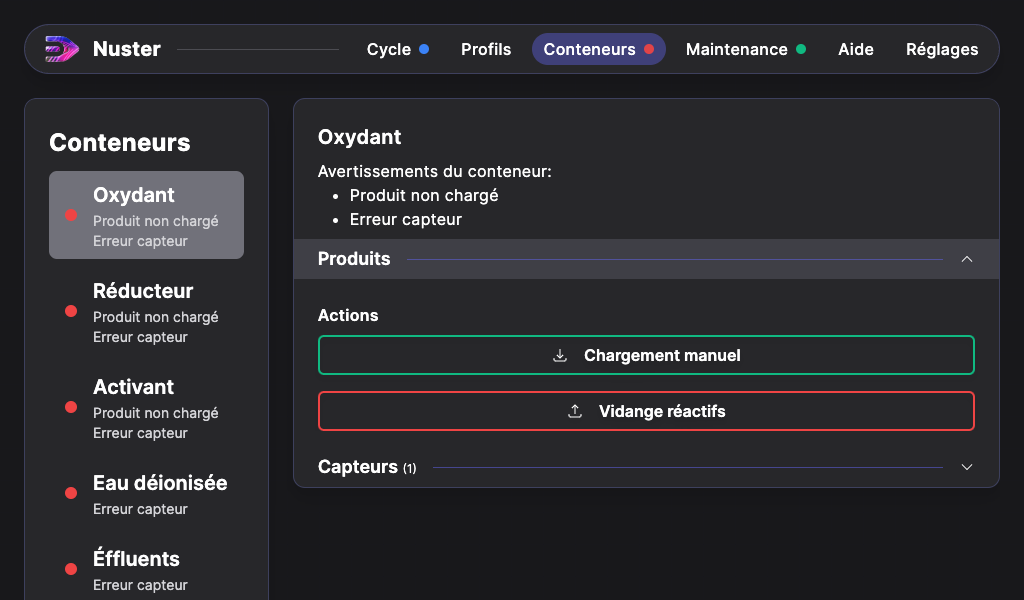 Nuster
Cycle
Profils
Conteneurs
Maintenance
Aide
Réglages
Conteneurs
Oxydant
Produit non chargé
Erreur capteur
Réducteur
Produit non chargé
Erreur capteur
Activant
Produit non chargé
Erreur capteur
Eau déionisée
Erreur capteur
Éffluents
Erreur capteur
Oxydant
Avertissements du conteneur:
• Produit non chargé
• Erreur capteur
Produits
Actions
Chargement manuel
Vidange réactifs
Capteurs (1)